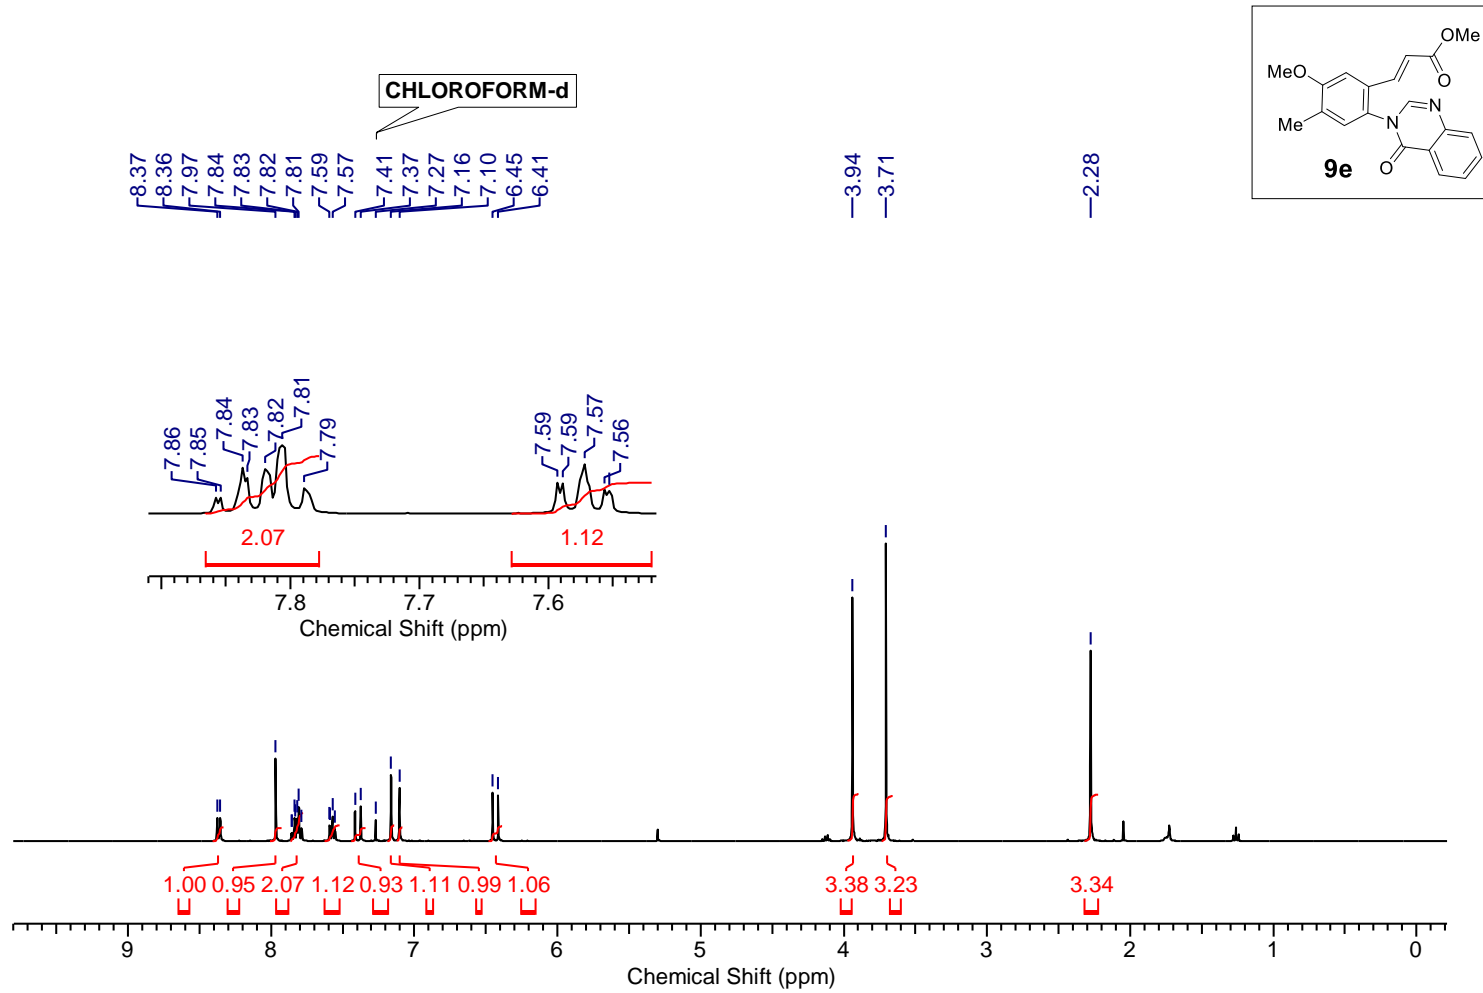 OMe
O
MeO
Me
N
N
O
9e
CHLOROFORM-d
8.37
8.36
7.97
7.84
7.83
7.82
7.81
7.59
7.57
7.41
7.37
7.27
7.16
7.10
6.45
6.41
3.94
3.71
2.28
7.86
7.85
7.84
7.83
7.82
7.81
7.79
7.59
7.59
7.57
7.56
2.07 1.12
7.8 7.7 7.6
Chemical Shift (ppm)
1.00 0.95 2.07 1.12 0.93 1.11 0.99 1.06 3.38 3.23 3.34
9 8 7 6 5 4 3 2 1 0
Chemical Shift (ppm)